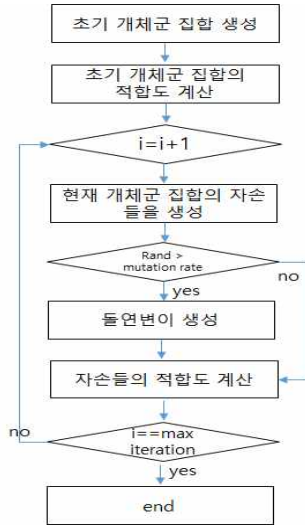 초기 개체군 집합 생성
초기 개체군 집합의
적합도 계산
i=i+1
현재 개체군 집합의 자손
들을 생성
Rand >
mutation rate
no
yes
돌연변이 생성
자손들의 적합도 계산
no
i==max
iteration
yes
end